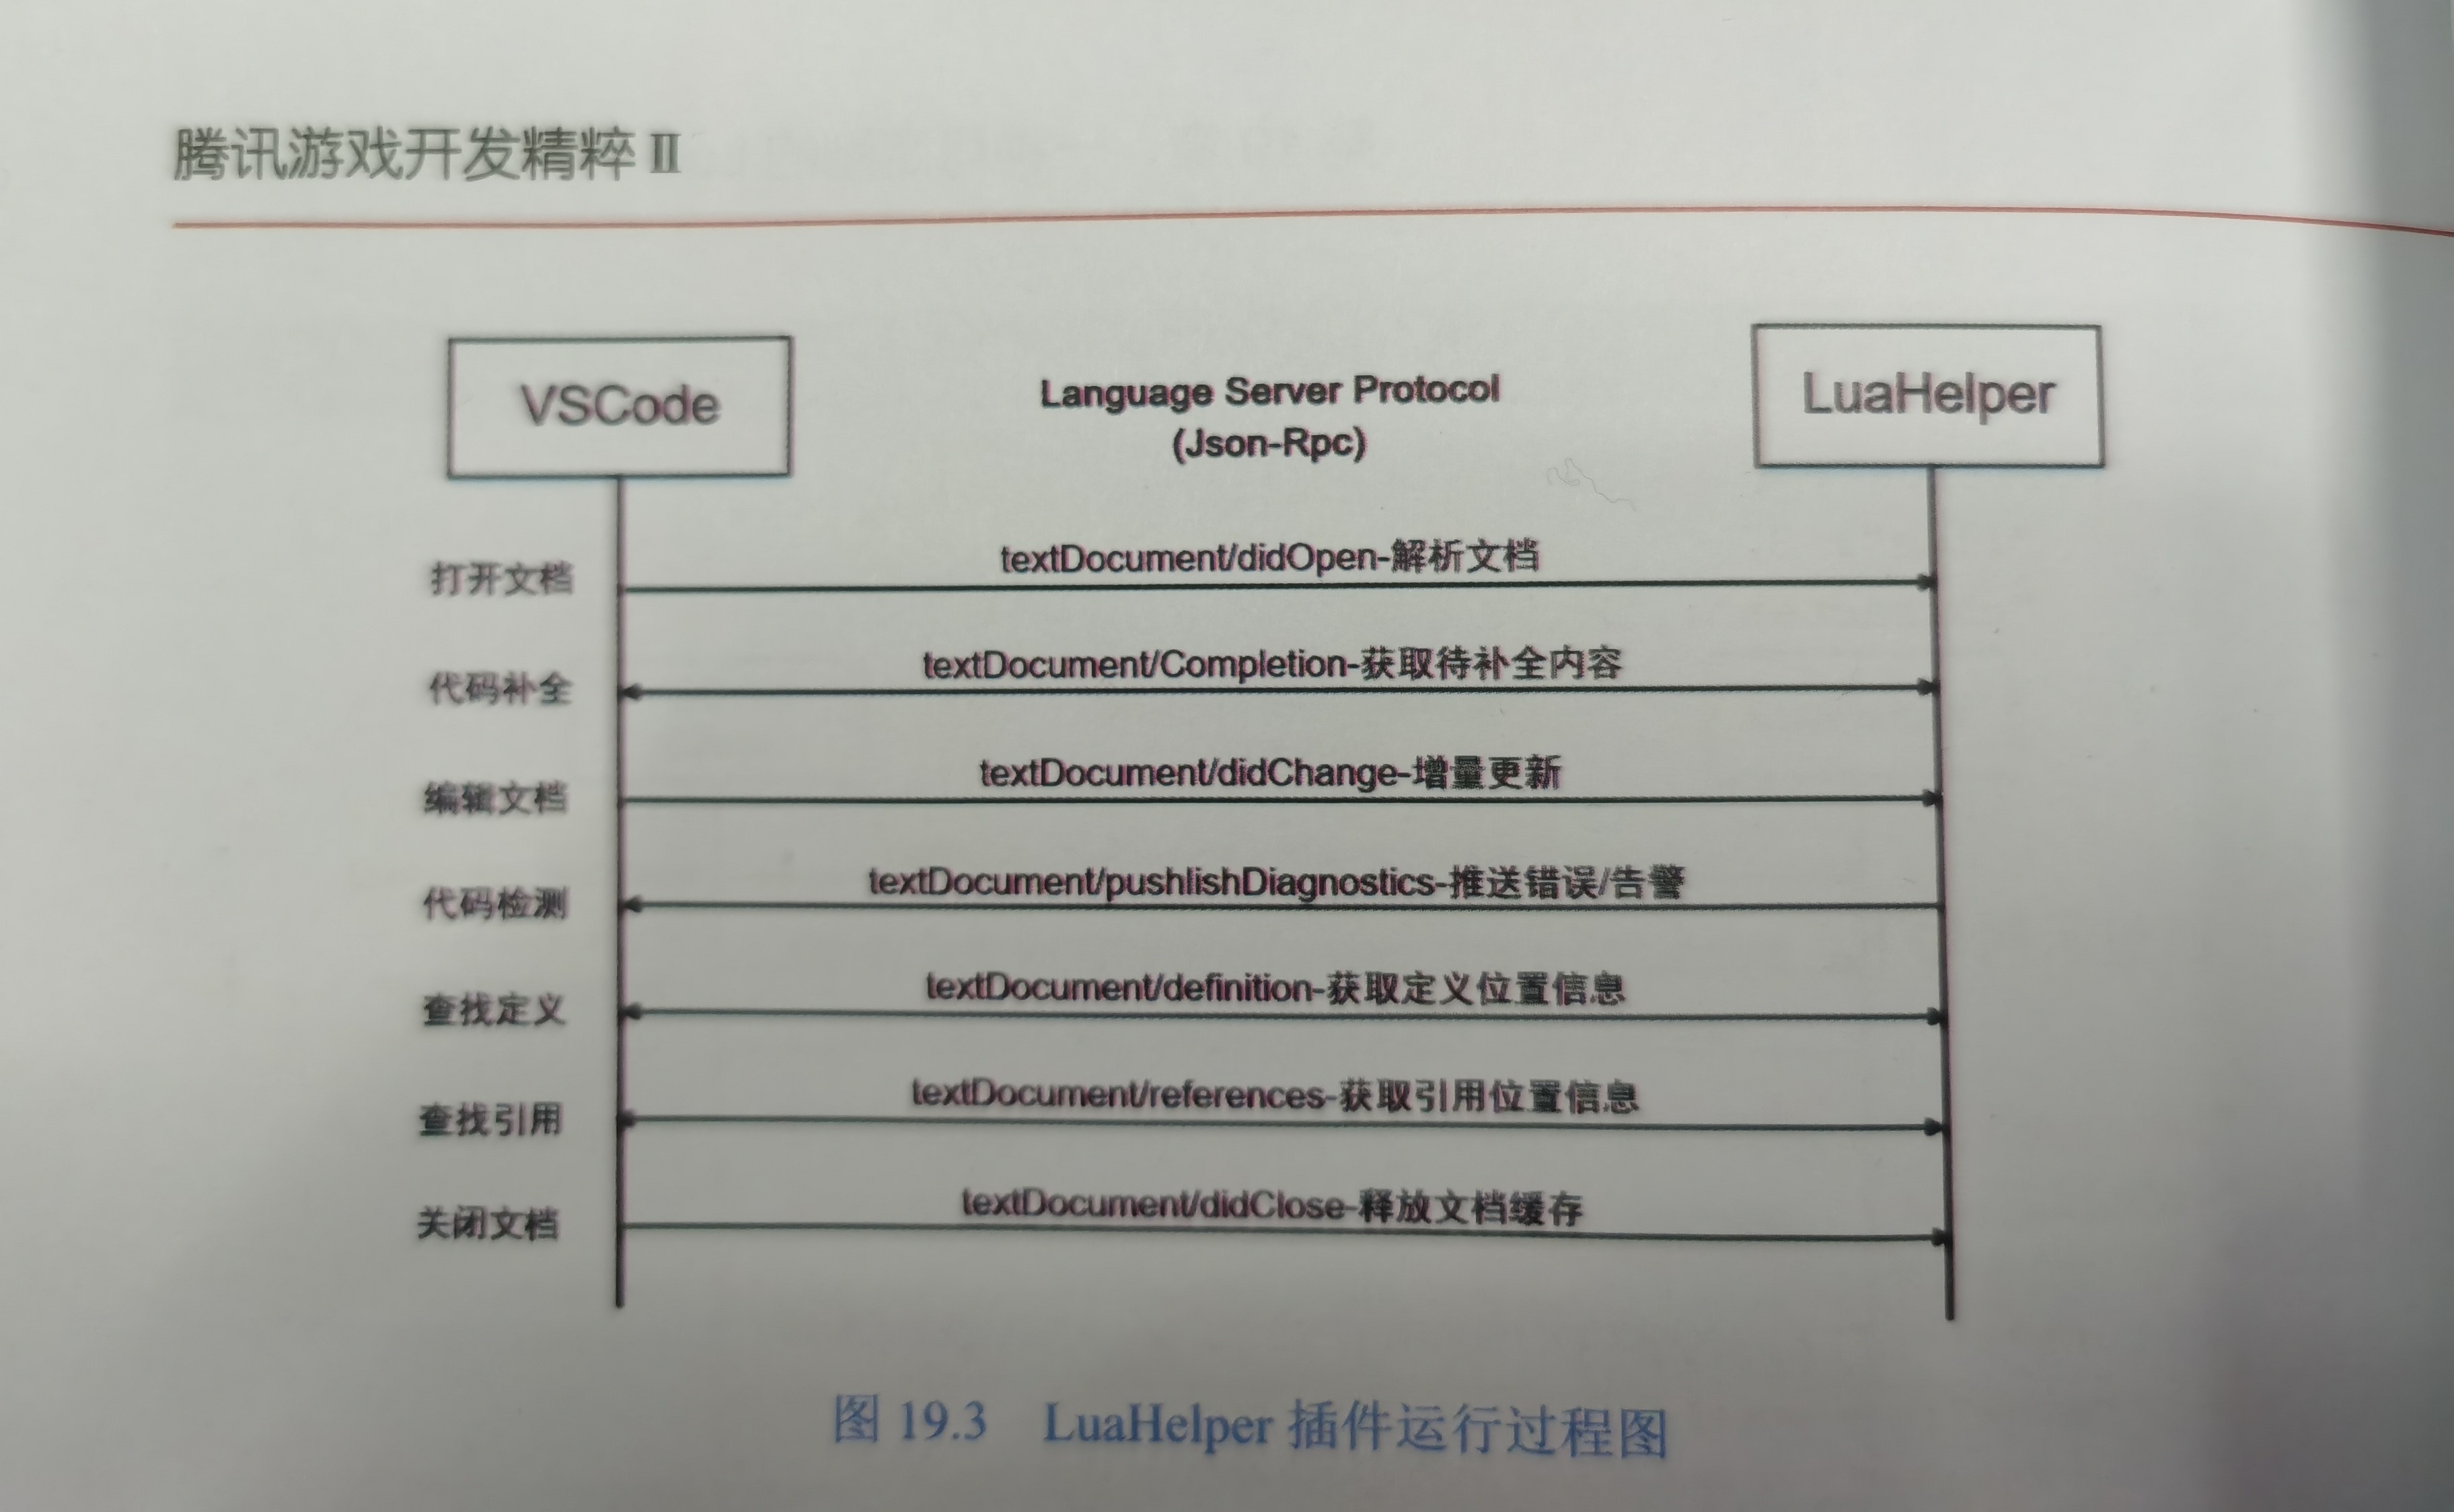 腾讯游戏开发精粹 II
VSCode
Language Server Protocol
(Json-Rpc)
LuaHelper
打开文档
textDocument/didOpen-解析文档
代码补全
textDocument/Completion-获取待补全内容
编辑文档
textDocument/didChange-增量更新
代码检测
textDocument/pushlishDiagnostics-推送错误/告警
查找定义
textDocument/definition-获取定义位置信息
查找引用
textDocument/references-获取引用位置信息
关闭文档
textDocument/didClose-释放文档缓存
图 19.3 LuaHelper 插件运行过程图